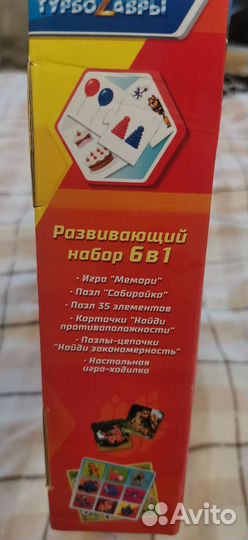 ТУРБОZАВРЫ
Развивающий
набор 6 в 1
· Игра "Мемори"
· Пазл "Собирайка"
· Пазл 35 элементов
· Карточки "Найди
противоположности"
· Пазлы-цепочки
"Найди закономерность"
· Настольная
игра-ходилка
Avito